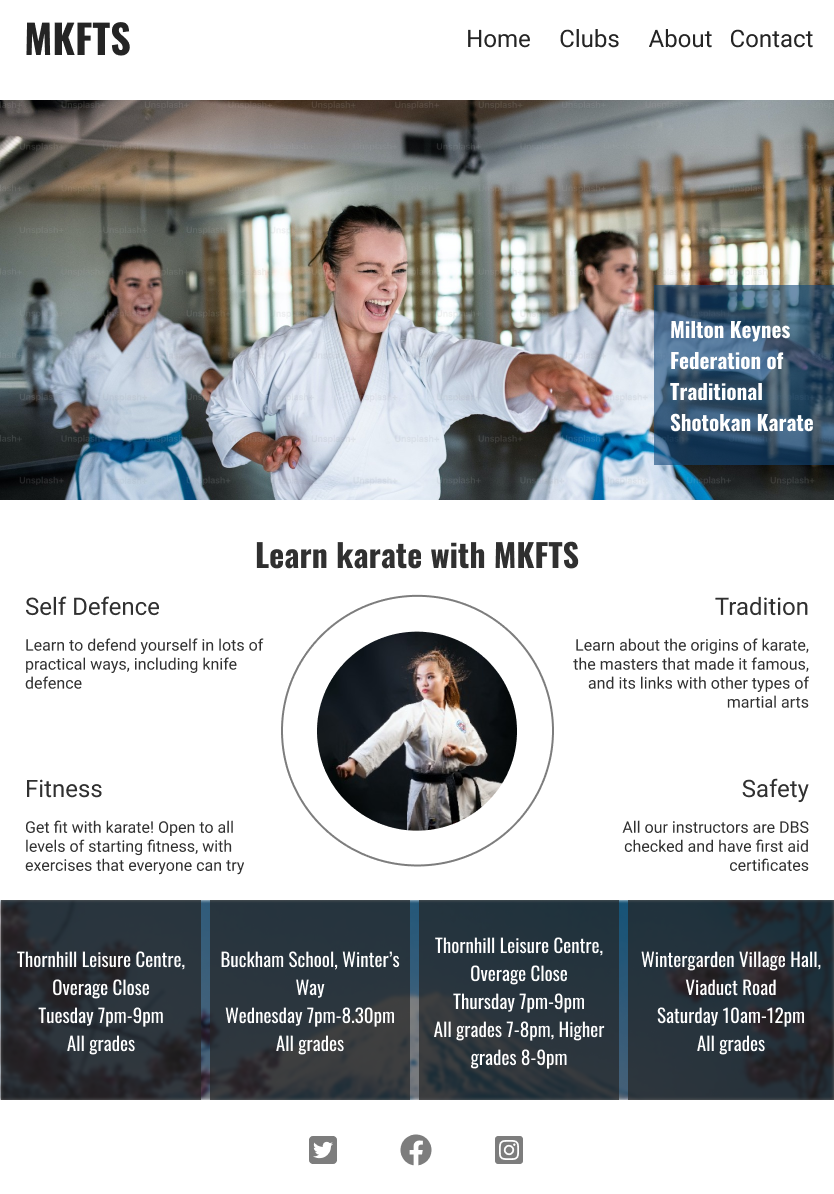 MKFTS
Home Clubs About Contact
Unsplash+
Milton Keynes
Federation of
Traditional
Shotokan Karate
Learn karate with MKFTS
Self Defence
Learn to defend yourself in lots of
practical ways, including knife
defence
Tradition
Learn about the origins of karate,
the masters that made it famous,
and its links with other types of
martial arts
Fitness
Get fit with karate! Open to all
levels of starting fitness, with
exercises that everyone can try
Safety
All our instructors are DBS
checked and have first aid
certificates
Thornhill Leisure Centre,
Overage Close
Tuesday 7pm-9pm
All grades
Buckham School, Winter’s
Way
Wednesday 7pm-8.30pm
All grades
Thornhill Leisure Centre,
Overage Close
Thursday 7pm-9pm
All grades 7-8pm, Higher
grades 8-9pm
Wintergarden Village Hall,
Viaduct Road
Saturday 10am-12pm
All grades